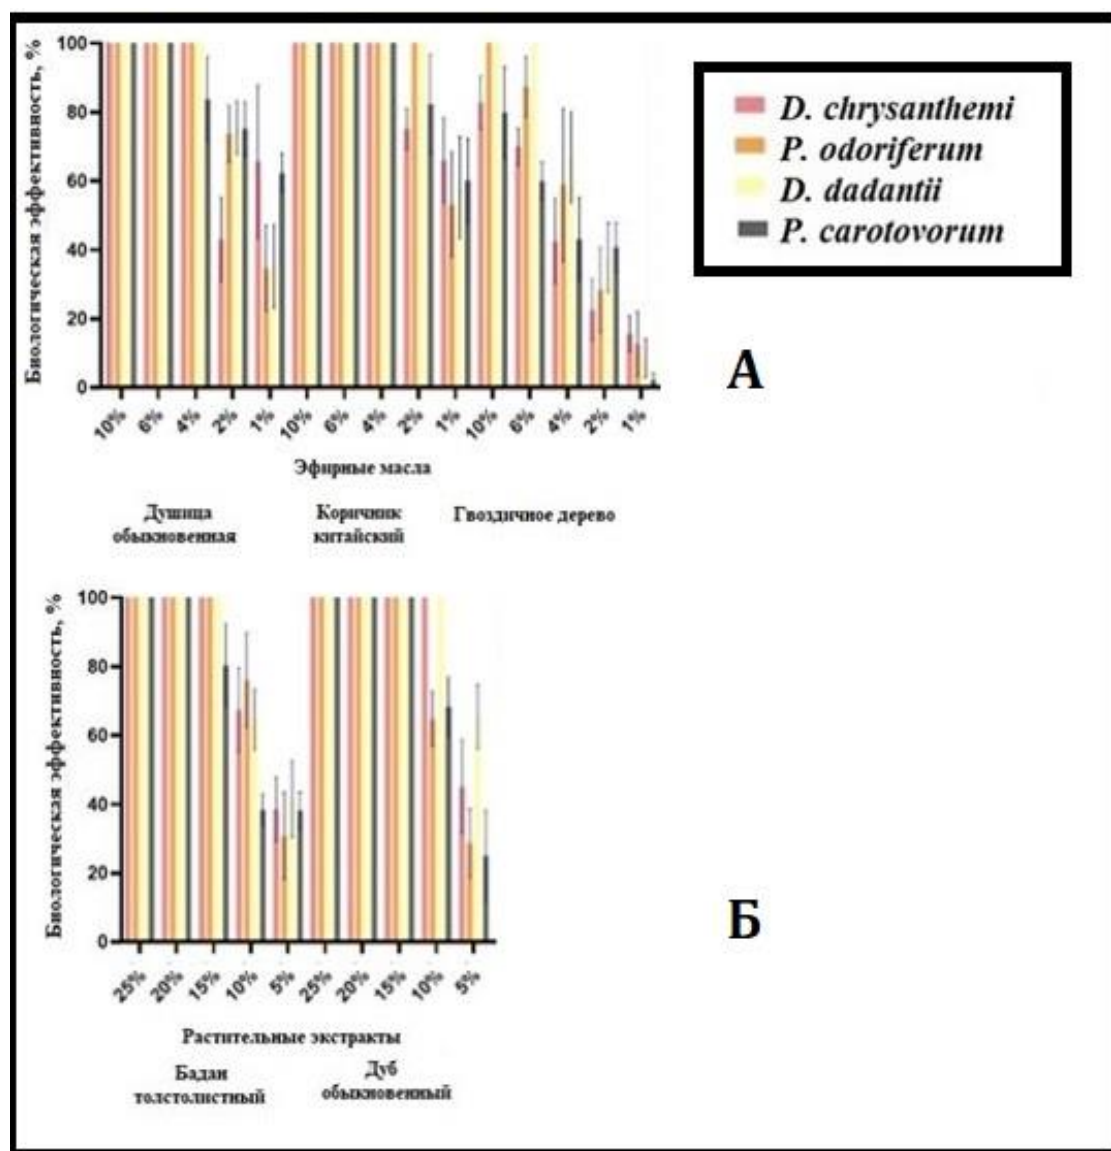 Биологическая эффективность, %
100
80
60
40
20
0
10%
6%
4%
2%
1%
10%
6%
4%
2%
1%
10%
6%
4%
2%
1%
Эфирные масла
Душица
обыкновенная
Коричник
китайский
Гвоздичное дерево
D. chrysanthemi
P. odoriferum
D. dadantii
P. carotovorum
А
Биологическая эффективность, %
100
80
60
40
20
0
25%
20%
15%
10%
5%
25%
20%
15%
10%
5%
Растительные экстракты
Бадан
толстолистный
Дуб
обыкновенный
Б